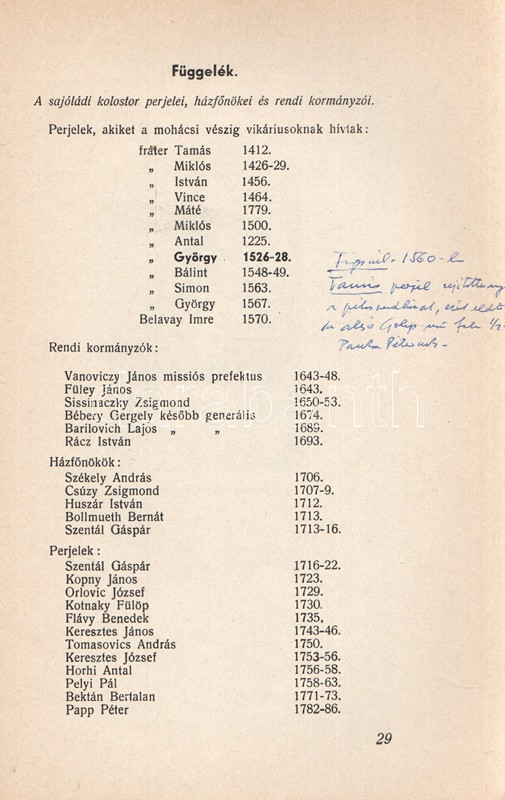 Függelék.
A sajóládi kolostor perjelei, házfőnökei és rendi kormányzói.
Perjelek, akiket a mohácsi vészig vikáriusoknak hívtak:
fráter Tamás 1412.
„ Miklós 1426-29.
„ István 1456.
„ Vince 1464.
„ Máté 1779.
„ Miklós 1500.
„ Antal 1225.
„ György 1526-28.
„ Bálint 1548-49.
„ Simon 1563.
„ György 1567.
Belavay Imre 1570.
1560-
perjel
Rendi kormányzók:
Vanoviczy János missiós prefektus 1643-48.
Füley János 1643.
Sissinaczky Zsigmond 1650-53.
Bébery Gergely később generális 1674.
Barilovich Lajos „ „ 1689.
Rácz István 1693.
Házfőnökök:
Székely András 1706.
Csúzy Zsigmond 1707-9.
Huszár István 1712.
Bollmueth Bernát 1713.
Szentál Gáspár 1713-16.
Perjelek:
Szentál Gáspár 1716-22.
Kopny János 1723.
Orlovic József 1729.
Kotnaky Fülöp 1730.
Flávy Benedek 1735.
Keresztes János 1743-46.
Tomasovics András 1750.
Keresztes József 1753-56.
Horhi Antal 1756-58.
Pelyi Pál 1758-63.
Bektán Bertalan 1771-73.
Papp Péter 1782-86.
29